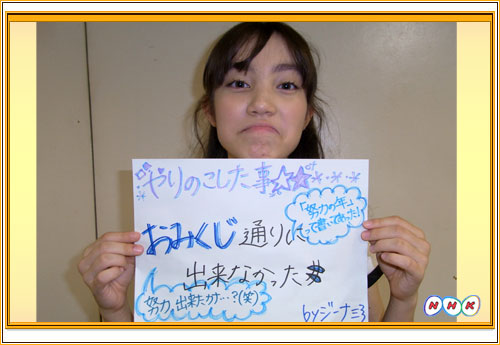 やりのこした事☆☆
「努力の年」
って書いてあった!
おみくじ通りに
出来なかった
努力、出来たカナ…?(笑)
byジーナミ
NHK